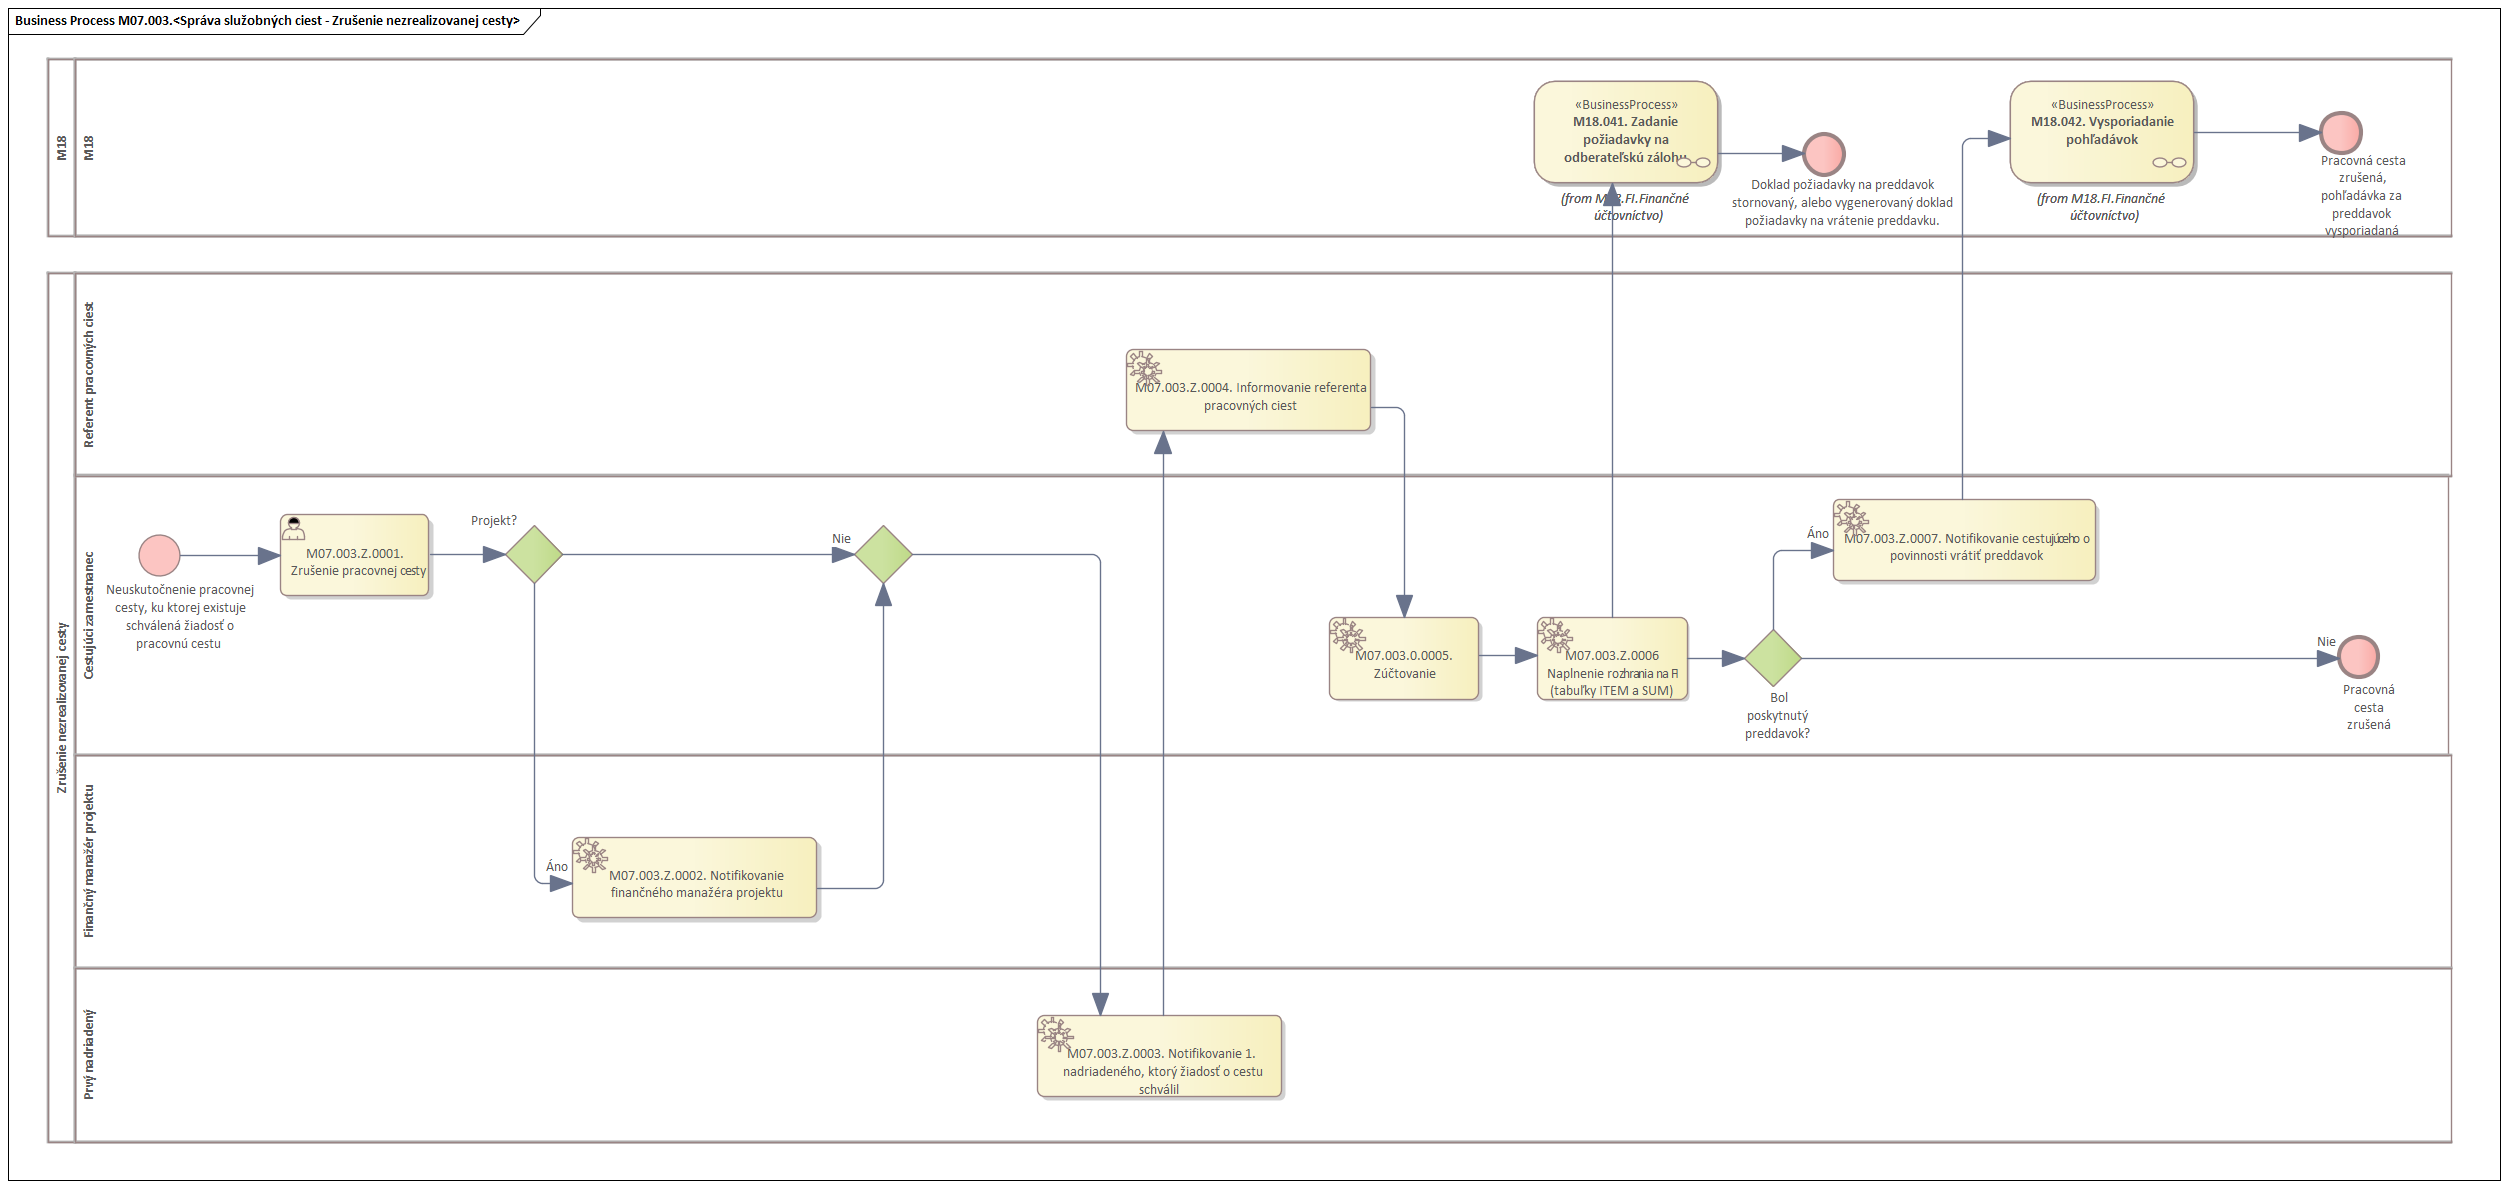 Business Process M07.003.<Správa služobných ciest - Zrušenie nezrealizovanej cesty>
M18
M18
«BusinessProcess»
M18.041. Zadanie
požiadavky na
odberateľskú zálohu
(from M18.FI.Finančné
účtovníctvo)
Doklad požiadavky na preddavok
stornovaný, alebo vygenerovaný doklad
požiadavky na vrátenie preddavku.
«BusinessProcess»
M18.042. Vysporiadanie
pohľadávok
(from M18.FI.Finančné
účtovníctvo)
Pracovná cesta
zrušená,
pohľadávka za
preddavok
vysporiadaná
Zrušenie nezrealizovanej cesty
Referent pracovných ciest
M07.003.Z.0004. Informovanie referenta
pracovných ciest
Cestujúci zamestnanec
Neuskutočnenie pracovnej
cesty, ku ktorej existuje
schválená žiadosť o
pracovnú cestu
M07.003.Z.0001.
Zrušenie pracovnej cesty
Projekt?
Nie
M07.003.0.0005.
Zúčtovanie
M07.003.Z.0006
Naplnenie rozhrania na FI
(tabuľky ITEM a SUM)
Bol
poskytnutý
preddavok?
Áno
M07.003.Z.0007. Notifikovanie cestujúceho o
povinnosti vrátiť preddavok
Nie
Pracovná
cesta
zrušená
Finančný manažér projektu
Áno
M07.003.Z.0002. Notifikovanie
finančného manažéra projektu
Prvý nadriadený
M07.003.Z.0003. Notifikovanie 1.
nadriadeného, ktorý žiadosť o cestu
schválil